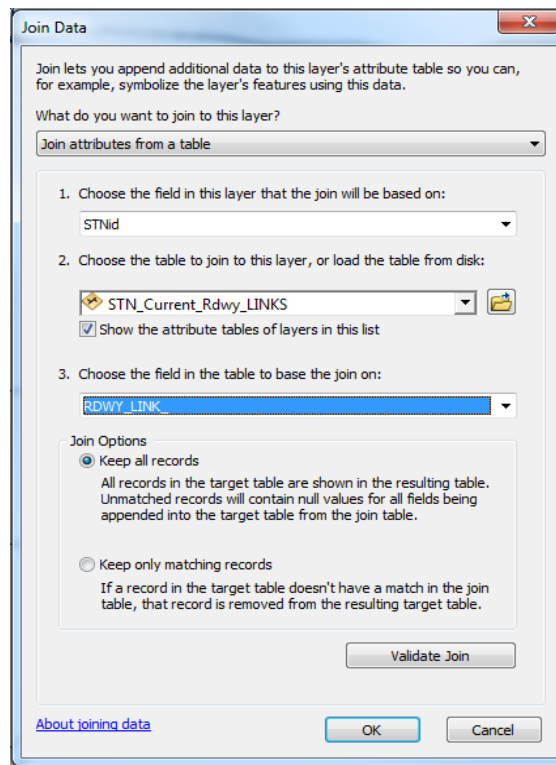 Join Data
Join lets you append additional data to this layer's attribute table so you can,
for example, symbolize the layer's features using this data.
What do you want to join to this layer?
Join attributes from a table
1. Choose the field in this layer that the join will be based on:
STNid
2. Choose the table to join to this layer, or load the table from disk:
STN_Current_Rdwy_LINKS
Show the attribute tables of layers in this list
3. Choose the field in the table to base the join on:
RDWY_LINK_
Join Options
Keep all records
All records in the target table are shown in the resulting table.
Unmatched records will contain null values for all fields being
appended into the target table from the join table.
Keep only matching records
If a record in the target table doesn't have a match in the join
table, that record is removed from the resulting target table.
Validate Join
About joining data
OK
Cancel